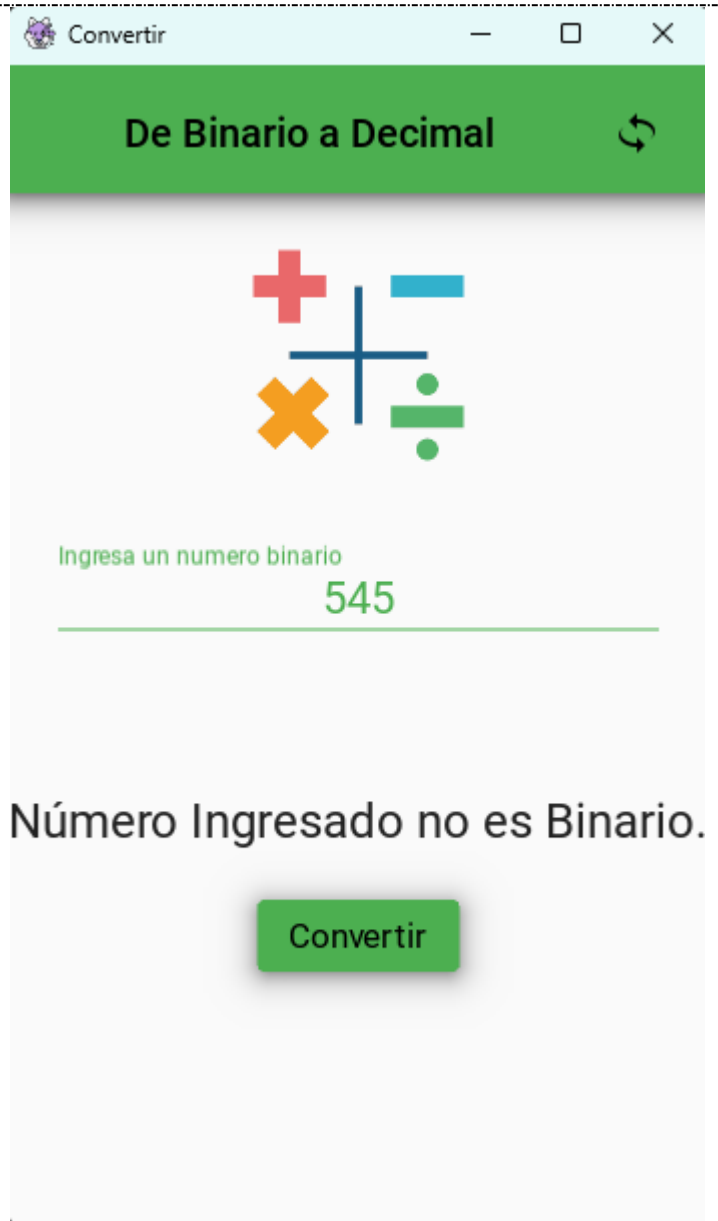 Convertir
De Binario a Decimal
Ingresa un numero binario
545
Número Ingresado no es Binario.
Convertir